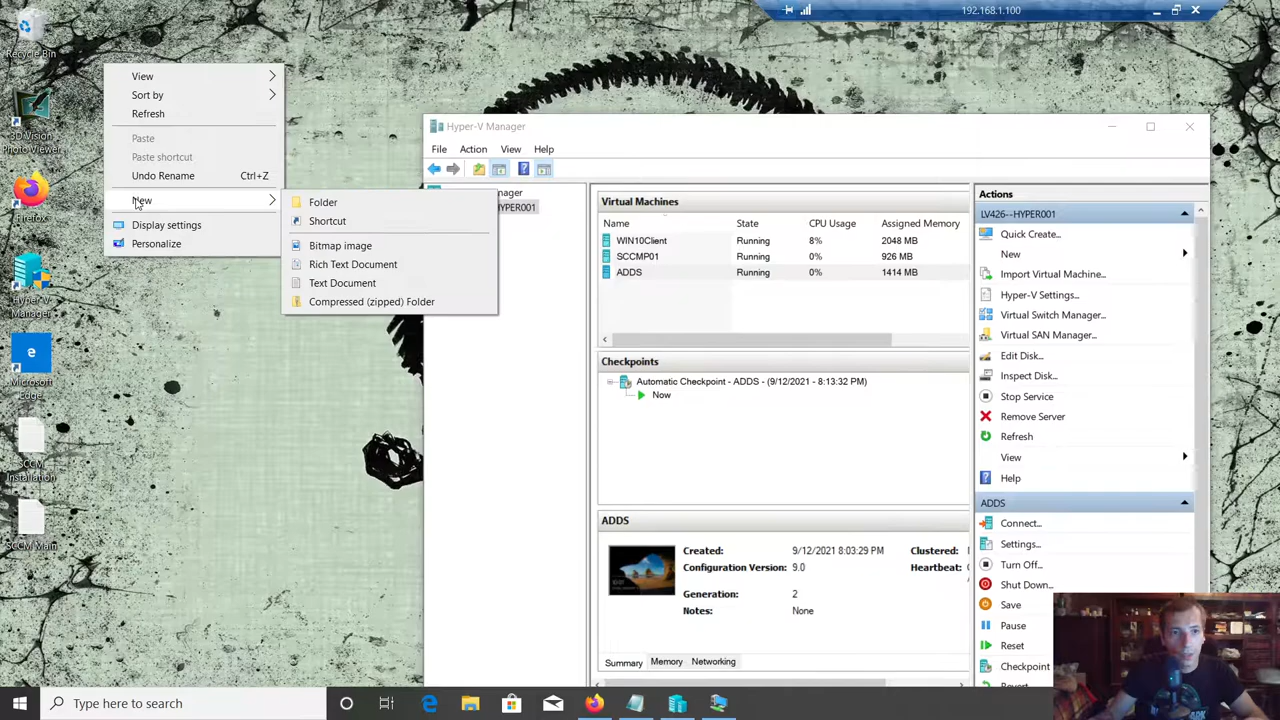 192.168.1.100
Recycle Bin
3D Vision
Photo Viewer
Firefox
Hyper-V
Manager
Microsoft
Edge
SCCM
Installation
SCCM Main
View
Sort by
Refresh
Paste
Paste shortcut
Undo Rename Ctrl+Z
New
Display settings
Personalize
Folder
Shortcut
Bitmap image
Rich Text Document
Text Document
Compressed (zipped) Folder
Hyper-V Manager
File Action View Help
Virtual Machines
Name State CPU Usage Assigned Memory
WIN10Client Running 8% 2048 MB
SCCMP01 Running 0% 926 MB
ADDS Running 0% 1414 MB
Checkpoints
Automatic Checkpoint - ADDS - (9/12/2021 - 8:13:32 PM)
Now
ADDS
Created: 9/12/2021 8:03:29 PM Clustered:
Configuration Version: 9.0 Heartbeat:
Generation: 2
Notes: None
Summary Memory Networking
Actions
LV426--HYPER001
Quick Create...
New
Import Virtual Machine...
Hyper-V Settings...
Virtual Switch Manager...
Virtual SAN Manager...
Edit Disk...
Inspect Disk...
Stop Service
Remove Server
Refresh
View
Help
ADDS
Connect...
Settings...
Turn Off...
Shut Down...
Save
Pause
Reset
Checkpoint
Type here to search